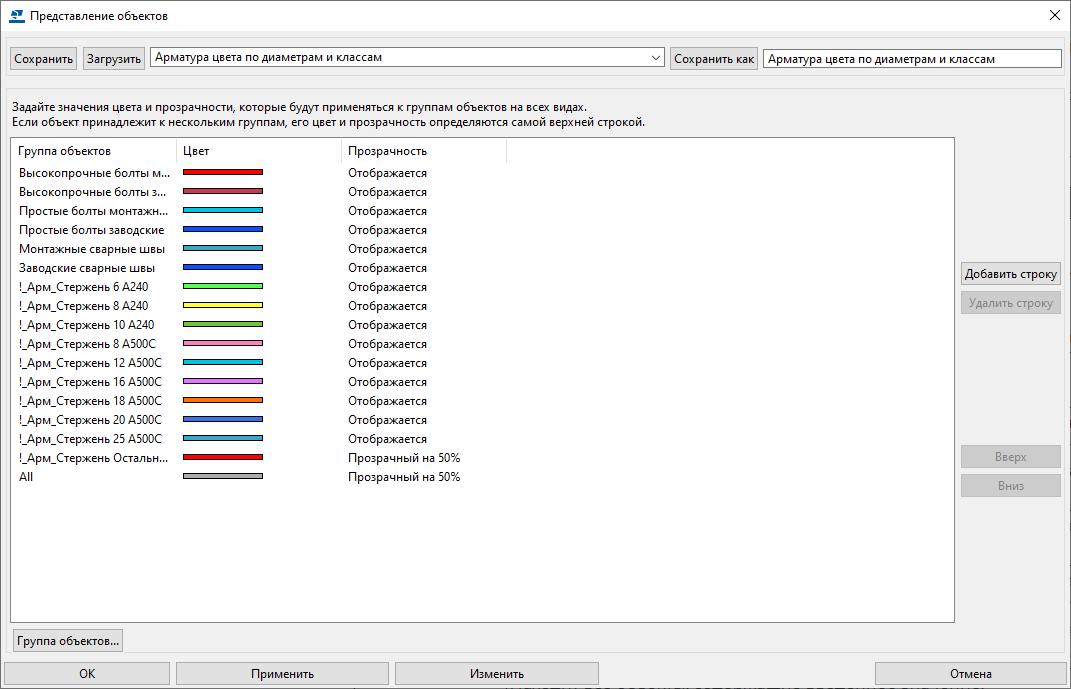 Представление объектов
Сохранить Загрузить Арматура цвета по диаметрам и классам Сохранить как Арматура цвета по диаметрам и классам
Задайте значения цвета и прозрачности, которые будут применяться к группам объектов на всех видах.
Если объект принадлежит к нескольким группам, его цвет и прозрачность определяются самой верхней строкой.
Группа объектов Цвет Прозрачность
Высокопрочные болты м... Отображается
Высокопрочные болты з... Отображается
Простые болты монтажн... Отображается
Простые болты заводские Отображается
Монтажные сварные швы Отображается
Заводские сварные швы Отображается
!_Арм_Стержень 6 А240 Отображается
!_Арм_Стержень 8 А240 Отображается
!_Арм_Стержень 10 А240 Отображается
!_Арм_Стержень 8 А500С Отображается
!_Арм_Стержень 12 А500С Отображается
!_Арм_Стержень 16 А500С Отображается
!_Арм_Стержень 18 А500С Отображается
!_Арм_Стержень 20 А500С Отображается
!_Арм_Стержень 25 А500С Отображается
!_Арм_Стержень Остальн... Прозрачный на 50%
All Прозрачный на 50%
Добавить строку
Удалить строку
Вверх
Вниз
Группа объектов...
ОК Применить Изменить Отмена